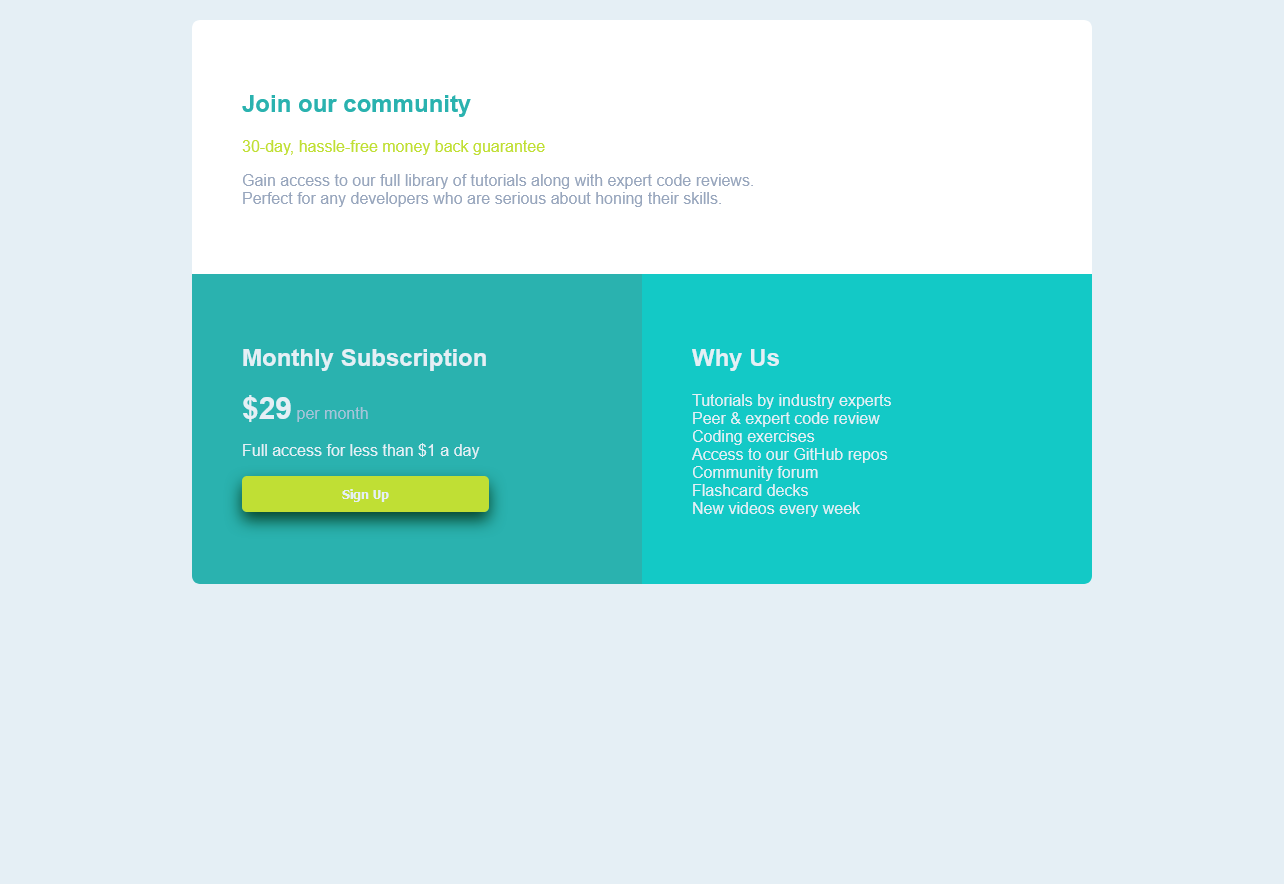 Join our community
30-day, hassle-free money back guarantee
Gain access to our full library of tutorials along with expert code reviews.
Perfect for any developers who are serious about honing their skills.
Monthly Subscription
$29 per month
Full access for less than $1 a day
Sign Up
Why Us
Tutorials by industry experts
Peer & expert code review
Coding exercises
Access to our GitHub repos
Community forum
Flashcard decks
New videos every week